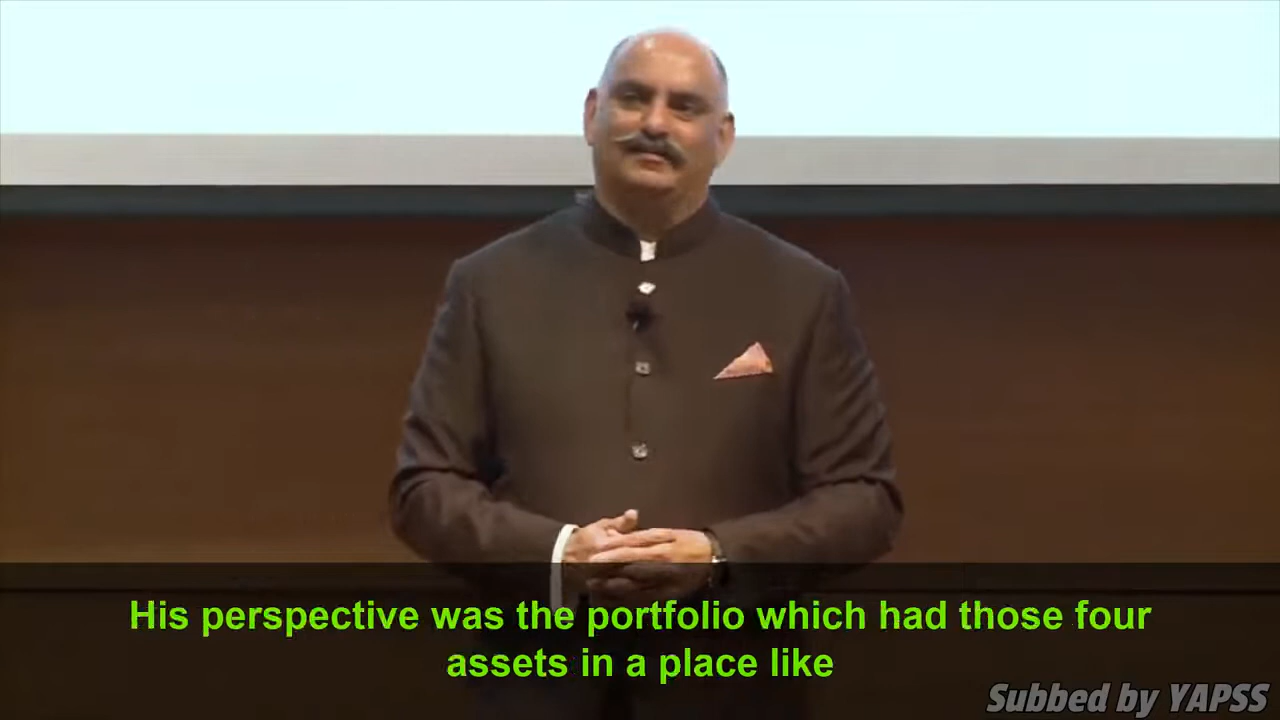 His perspective was the portfolio which had those four
assets in a place like
Subbed by YAPSS